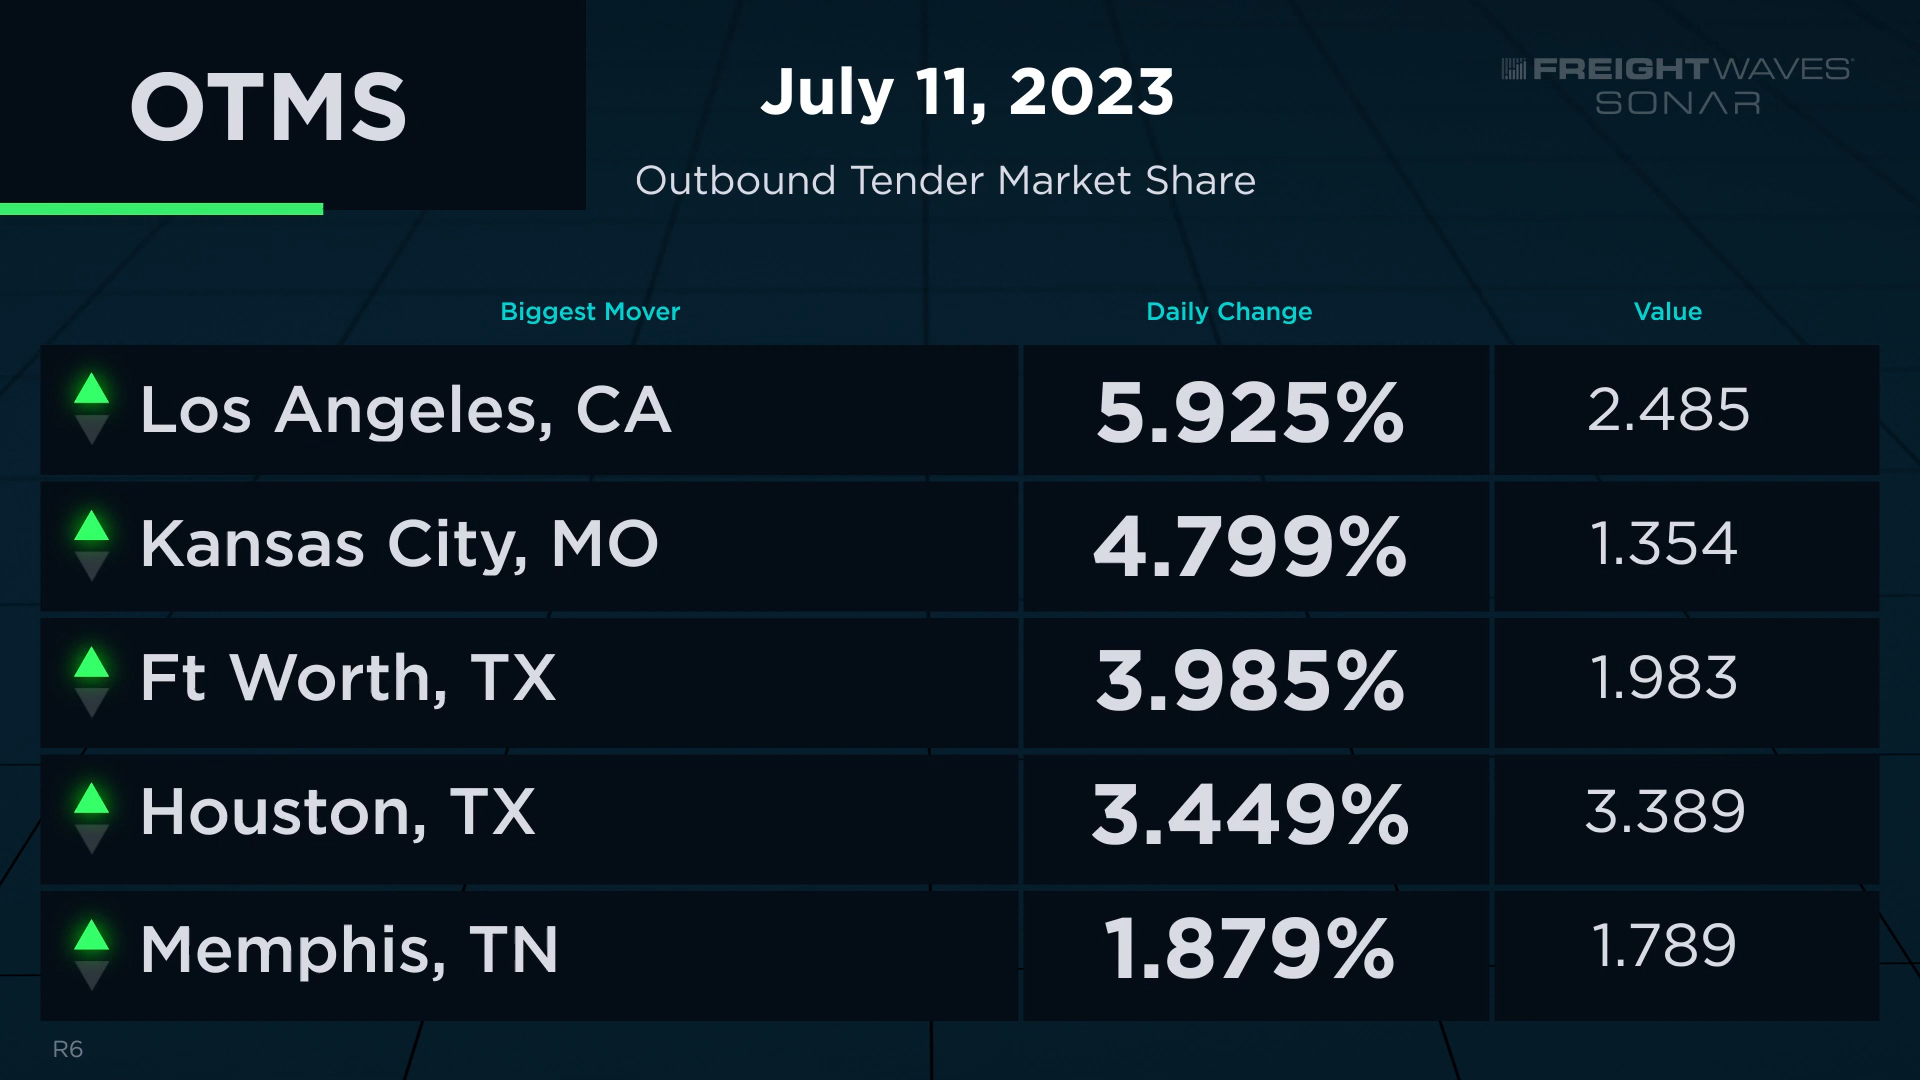 OTMS
July 11, 2023
Outbound Tender Market Share
FREIGHTWAVES
SONAR
Biggest Mover Daily Change Value
Los Angeles, CA 5.925% 2.485
Kansas City, MO 4.799% 1.354
Ft Worth, TX 3.985% 1.983
Houston, TX 3.449% 3.389
Memphis, TN 1.879% 1.789
R6